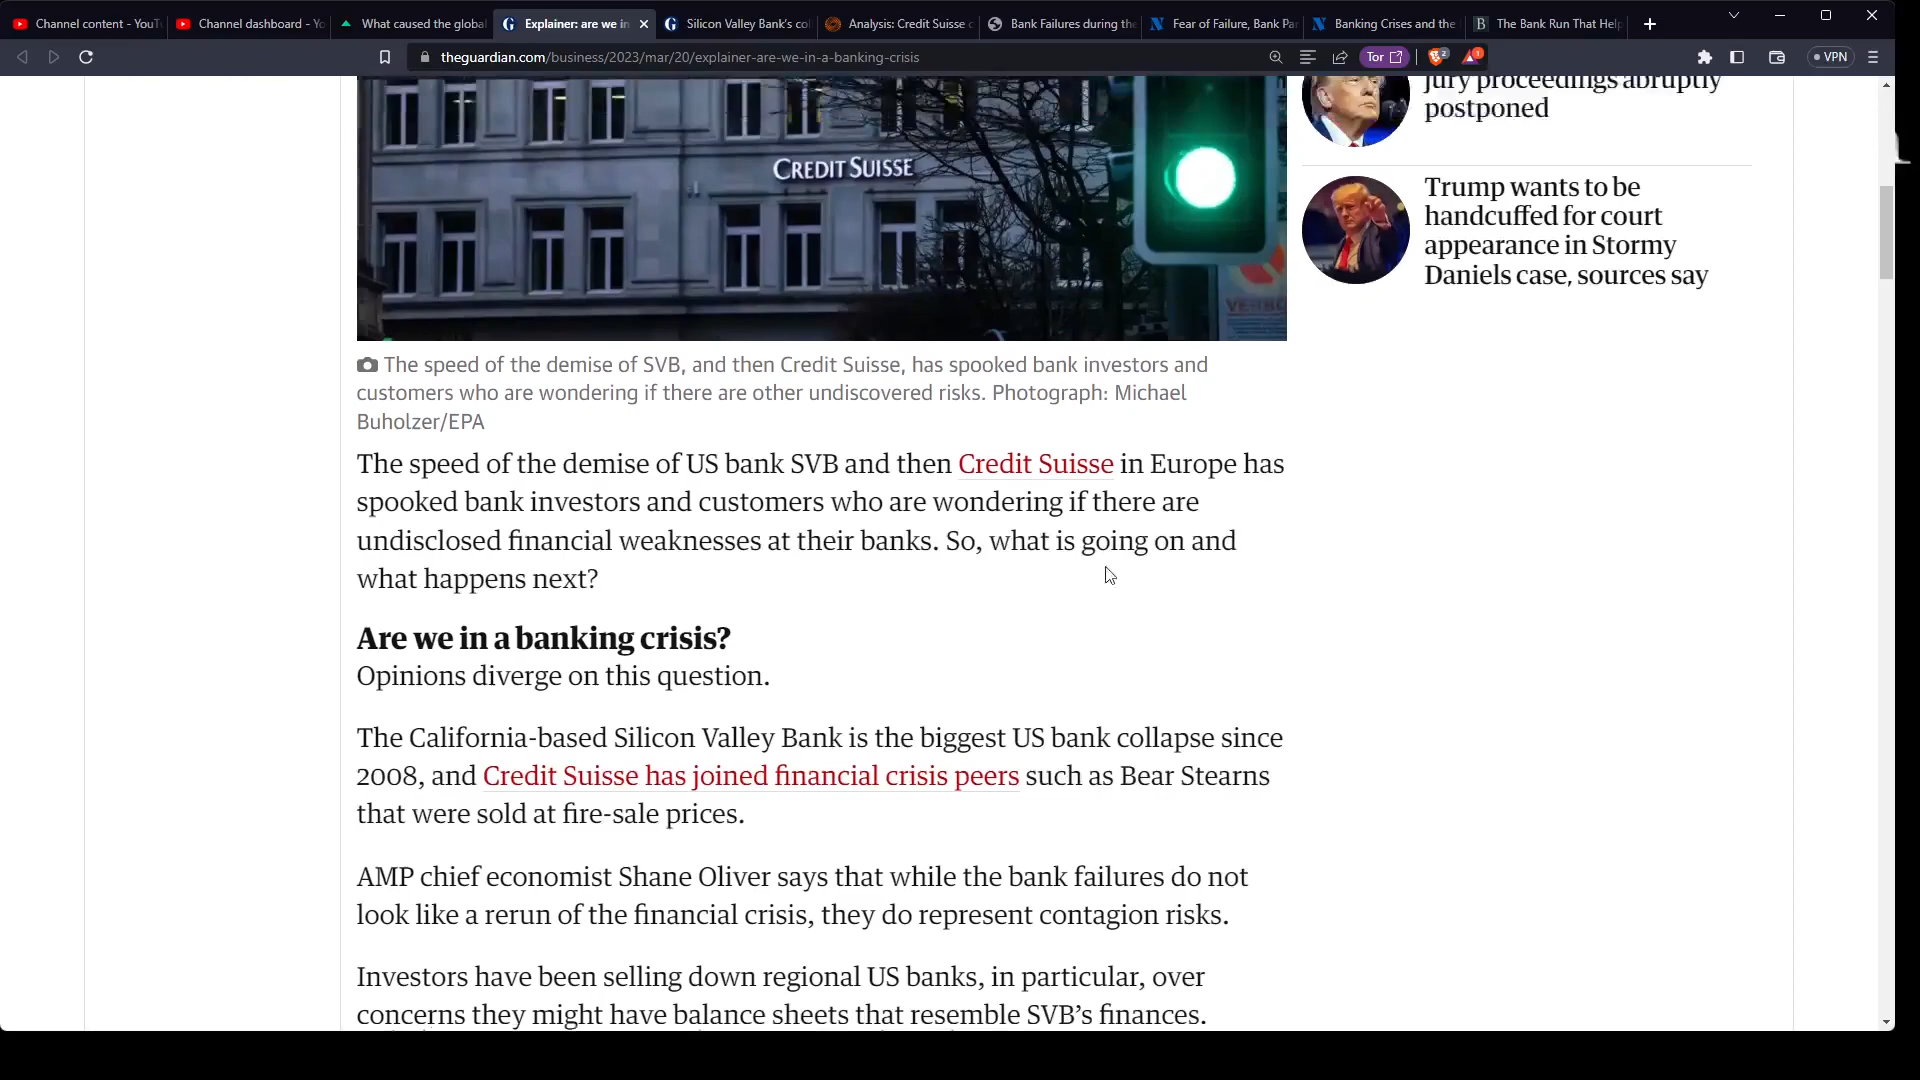 Channel content - YouT
Channel dashboard - Yo
What caused the global
Explainer: are we in
Silicon Valley Bank's col
Analysis: Credit Suisse c
Bank Failures during the
Fear of Failure, Bank Pa
Banking Crises and the
The Bank Run That Help
theguardian.com/business/2023/mar/20/explainer-are-we-in-a-banking-crisis
Tor
2
1
VPN
CREDIT SUISSE
jury proceedings abruptly
postponed
Trump wants to be
handcuffed for court
appearance in Stormy
Daniels case, sources say
The speed of the demise of SVB, and then Credit Suisse, has spooked bank investors and
customers who are wondering if there are other undiscovered risks. Photograph: Michael
Buholzer/EPA
The speed of the demise of US bank SVB and then Credit Suisse in Europe has
spooked bank investors and customers who are wondering if there are
undisclosed financial weaknesses at their banks. So, what is going on and
what happens next?
Are we in a banking crisis?
Opinions diverge on this question.
The California-based Silicon Valley Bank is the biggest US bank collapse since
2008, and Credit Suisse has joined financial crisis peers such as Bear Stearns
that were sold at fire-sale prices.
AMP chief economist Shane Oliver says that while the bank failures do not
look like a rerun of the financial crisis, they do represent contagion risks.
Investors have been selling down regional US banks, in particular, over
concerns they might have balance sheets that resemble SVB's finances.